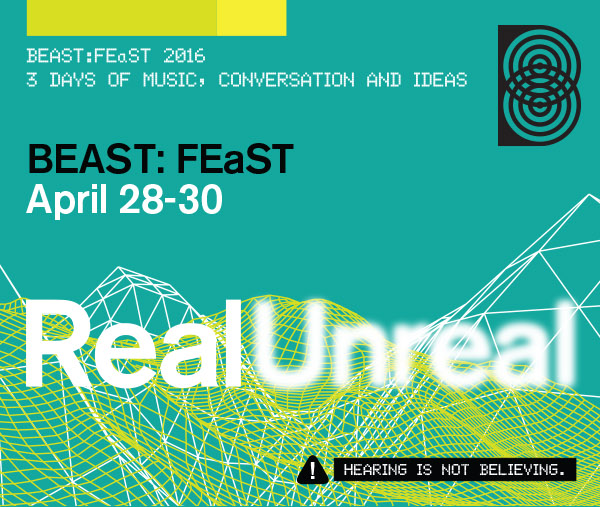 BEAST:FEaST 2016
3 DAYS OF MUSIC, CONVERSATION AND IDEAS
BEAST: FEaST
April 28-30
RealUnreal
! HEARING IS NOT BELIEVING.